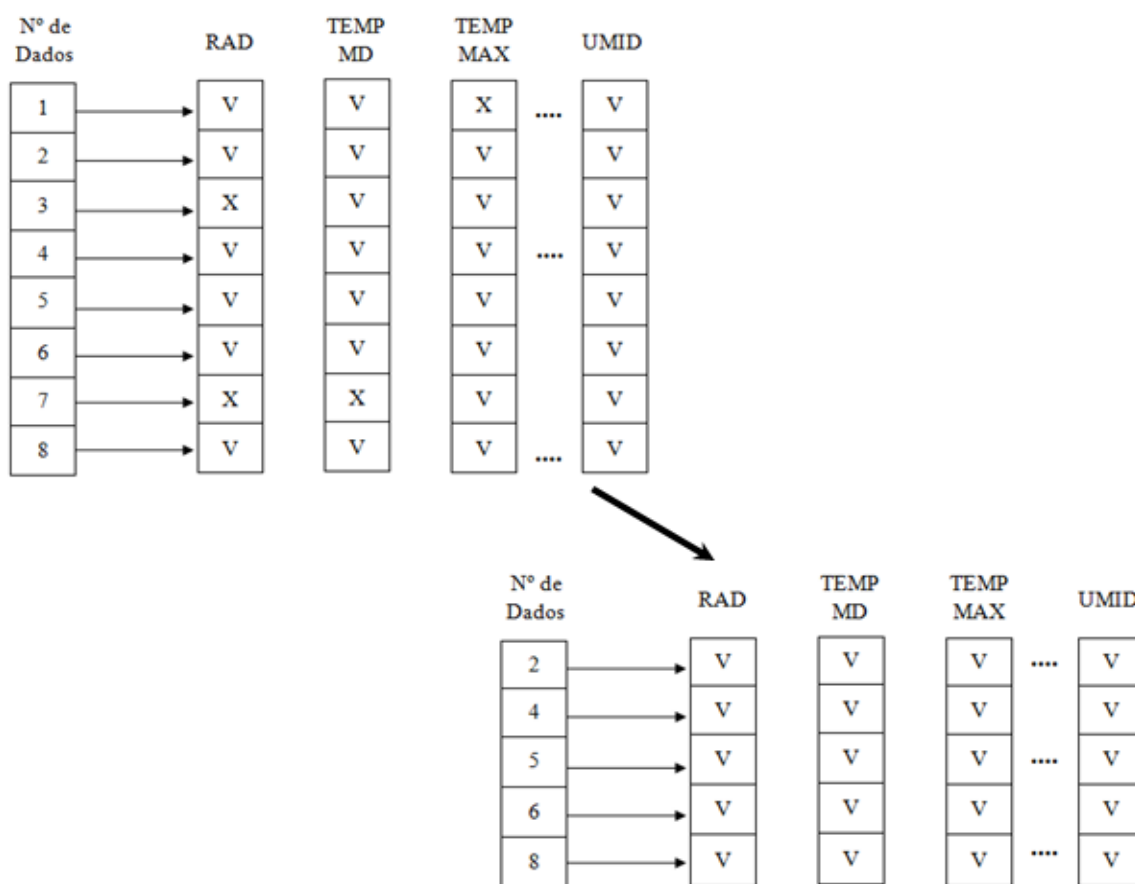 Nº de Dados RAD TEMP MD TEMP MAX UMID
1 V V X .... V
2 V V V V
3 X V V V
4 V V V .... V
5 V V V V
6 V V V V
7 X X V V
8 V V V .... V
Nº de Dados RAD TEMP MD TEMP MAX UMID
2 V V V .... V
4 V V V V
5 V V V .... V
6 V V V V
8 V V V .... V